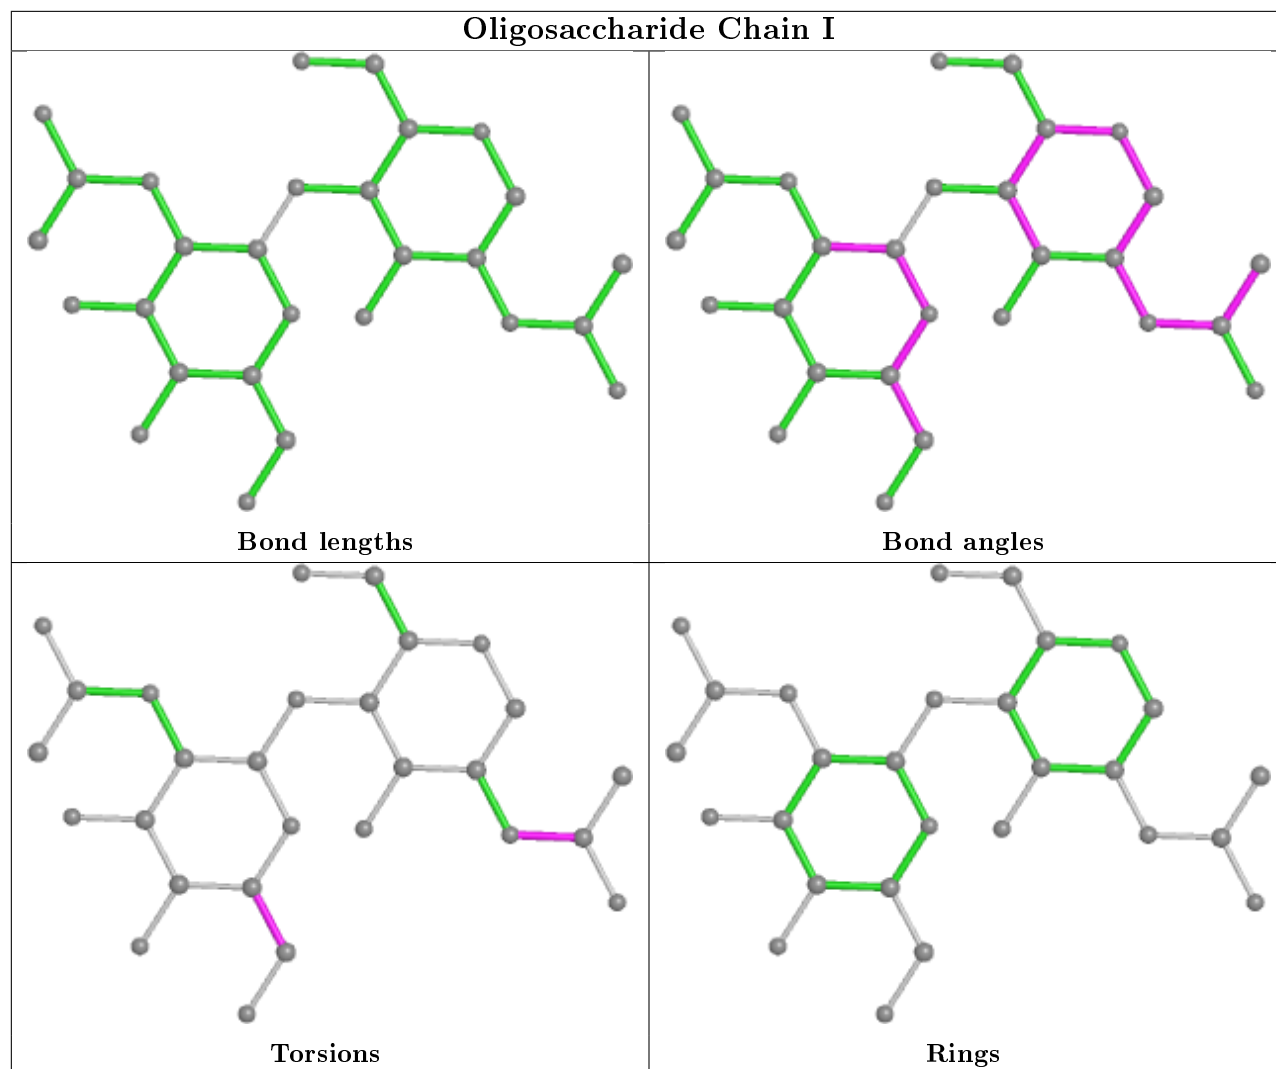 Oligosaccharide Chain I
Bond lengths
Bond angles
Torsions
Rings